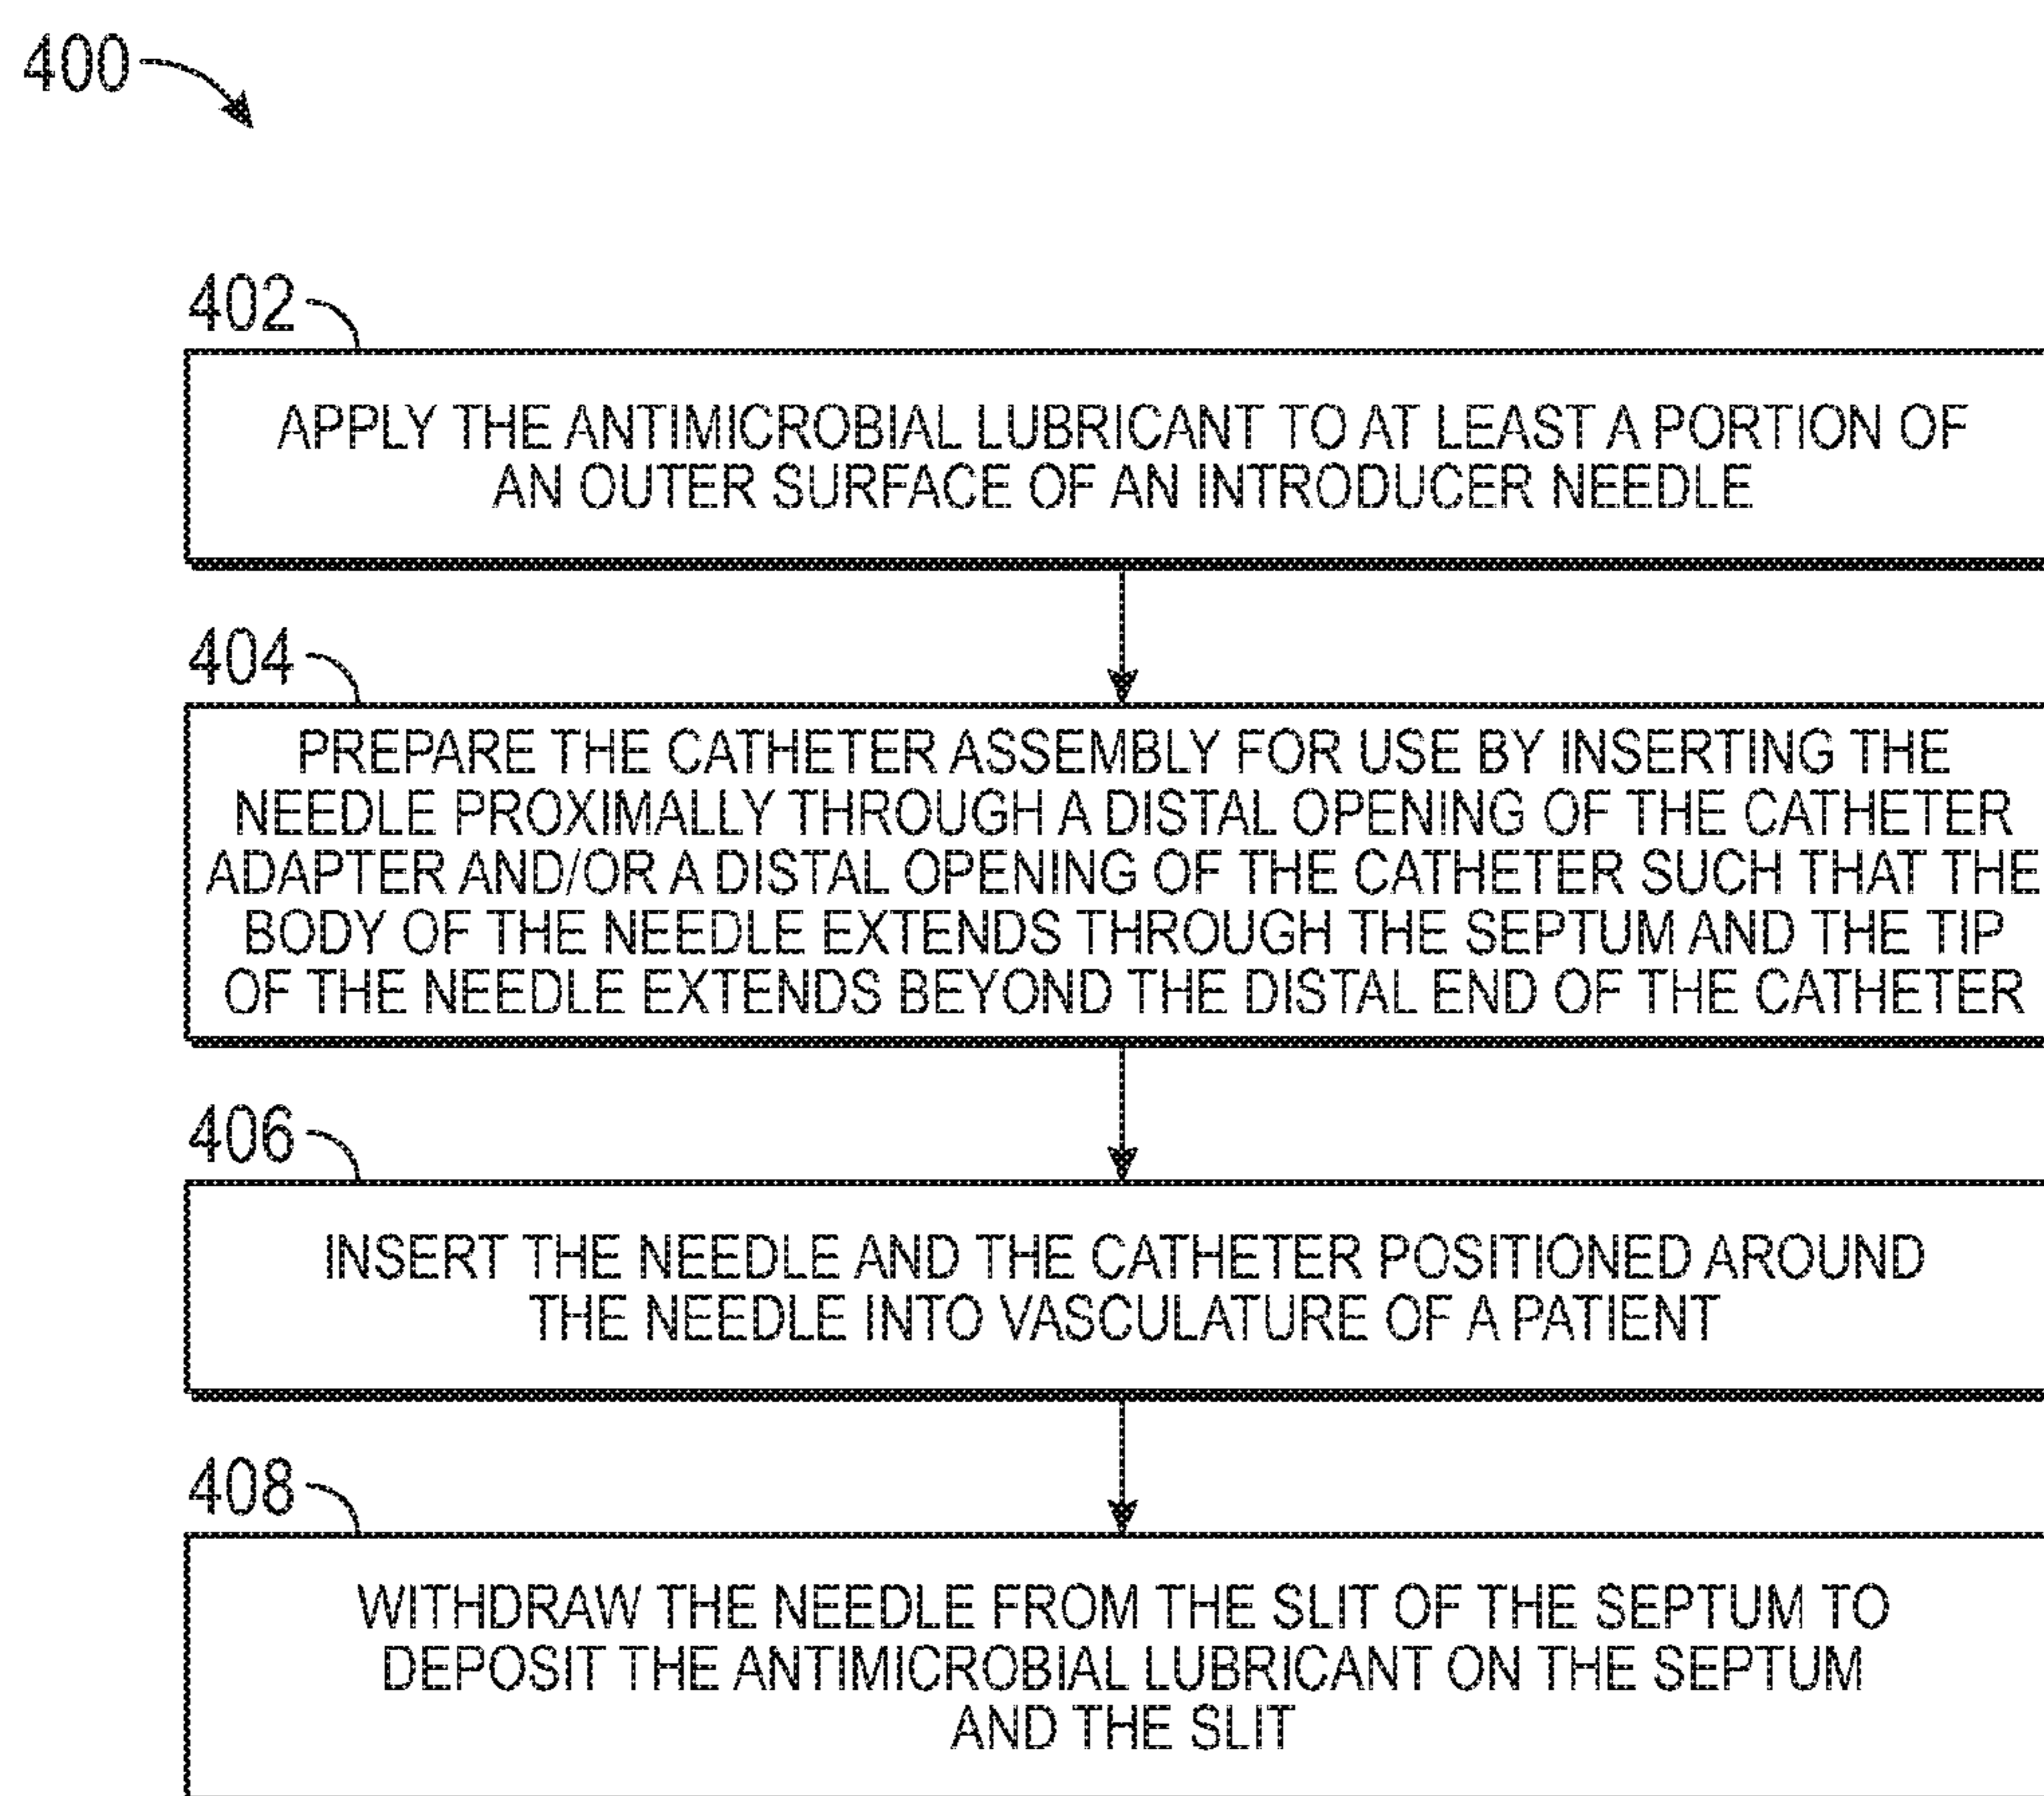 400
402
APPLY THE ANTIMICROBIAL LUBRICANT TO AT LEAST A PORTION OF
AN OUTER SURFACE OF AN INTRODUCER NEEDLE
404
PREPARE THE CATHETER ASSEMBLY FOR USE BY INSERTING THE
NEEDLE PROXIMALLY THROUGH A DISTAL OPENING OF THE CATHETER
ADAPTER AND/OR A DISTAL OPENING OF THE CATHETER SUCH THAT THE
BODY OF THE NEEDLE EXTENDS THROUGH THE SEPTUM AND THE TIP
OF THE NEEDLE EXTENDS BEYOND THE DISTAL END OF THE CATHETER
406
INSERT THE NEEDLE AND THE CATHETER POSITIONED AROUND
THE NEEDLE INTO VASCULATURE OF A PATIENT
408
WITHDRAW THE NEEDLE FROM THE SLIT OF THE SEPTUM TO
DEPOSIT THE ANTIMICROBIAL LUBRICANT ON THE SEPTUM
AND THE SLIT